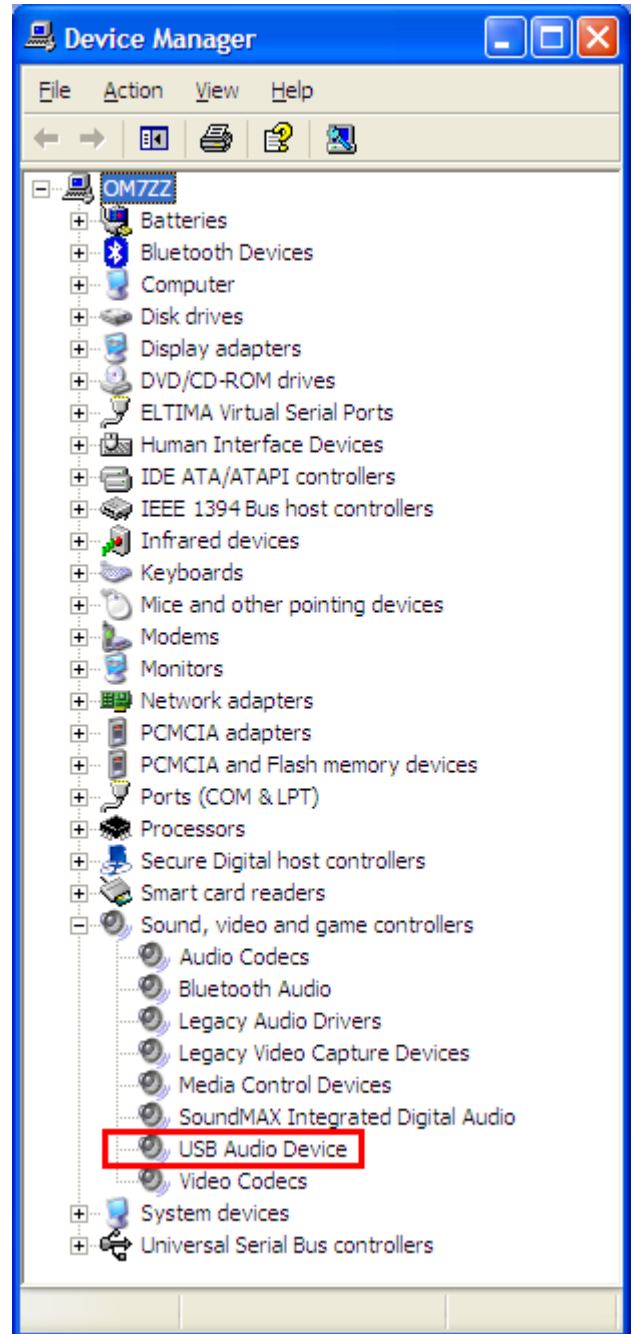 Device Manager
File Action View Help
OM7ZZ
Batteries
Bluetooth Devices
Computer
Disk drives
Display adapters
DVD/CD-ROM drives
ELTIMA Virtual Serial Ports
Human Interface Devices
IDE ATA/ATAPI controllers
IEEE 1394 Bus host controllers
Infrared devices
Keyboards
Mice and other pointing devices
Modems
Monitors
Network adapters
PCMCIA adapters
PCMCIA and Flash memory devices
Ports (COM & LPT)
Processors
Secure Digital host controllers
Smart card readers
Sound, video and game controllers
Audio Codecs
Bluetooth Audio
Legacy Audio Drivers
Legacy Video Capture Devices
Media Control Devices
SoundMAX Integrated Digital Audio
USB Audio Device
Video Codecs
System devices
Universal Serial Bus controllers